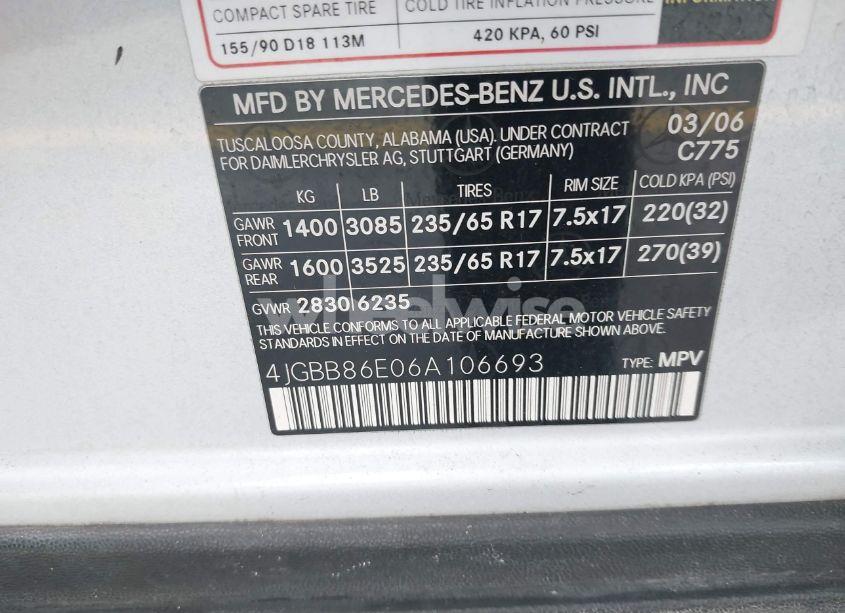 COMPACT SPARE TIRE COLD TIRE INFLATION PRESSURE INFORMATION
155/90 D18 113M 420 KPA, 60 PSI
MFD BY MERCEDES-BENZ U.S. INTL., INC
TUSCALOOSA COUNTY, ALABAMA (USA). UNDER CONTRACT 03/06
FOR DAIMLERCHRYSLER AG, STUTTGART (GERMANY) C775
KG LB TIRES RIM SIZE COLD KPA (PSI)
GAWR FRONT 1400 3085 235/65 R17 7.5x17 220(32)
GAWR REAR 1600 3525 235/65 R17 7.5x17 270(39)
GVWR 2830 6235
wheelwise
THIS VEHICLE CONFORMS TO ALL APPLICABLE FEDERAL MOTOR VEHICLE SAFETY
STANDARDS IN EFFECT ON THE DATE OF MANUFACTURE SHOWN ABOVE.
4JGBB86E06A106693 TYPE: MPV